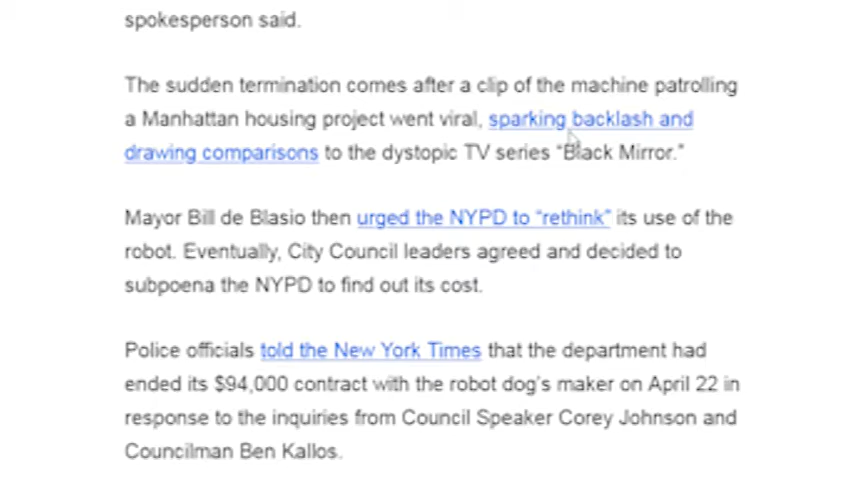 spokesperson said.
The sudden termination comes after a clip of the machine patrolling
a Manhattan housing project went viral, sparking backlash and
drawing comparisons to the dystopic TV series “Black Mirror.”
Mayor Bill de Blasio then urged the NYPD to “rethink” its use of the
robot. Eventually, City Council leaders agreed and decided to
subpoena the NYPD to find out its cost.
Police officials told the New York Times that the department had
ended its $94,000 contract with the robot dog’s maker on April 22 in
response to the inquiries from Council Speaker Corey Johnson and
Councilman Ben Kallos.